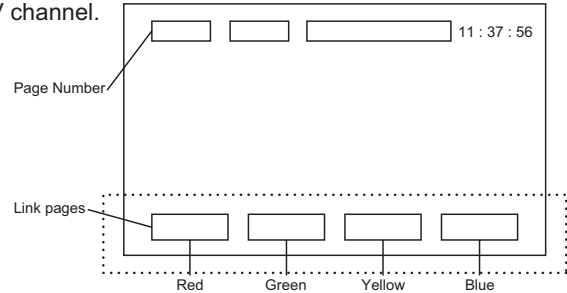 channel.
11 : 37 : 56
Page Number
Link pages
Red Green Yellow Blue